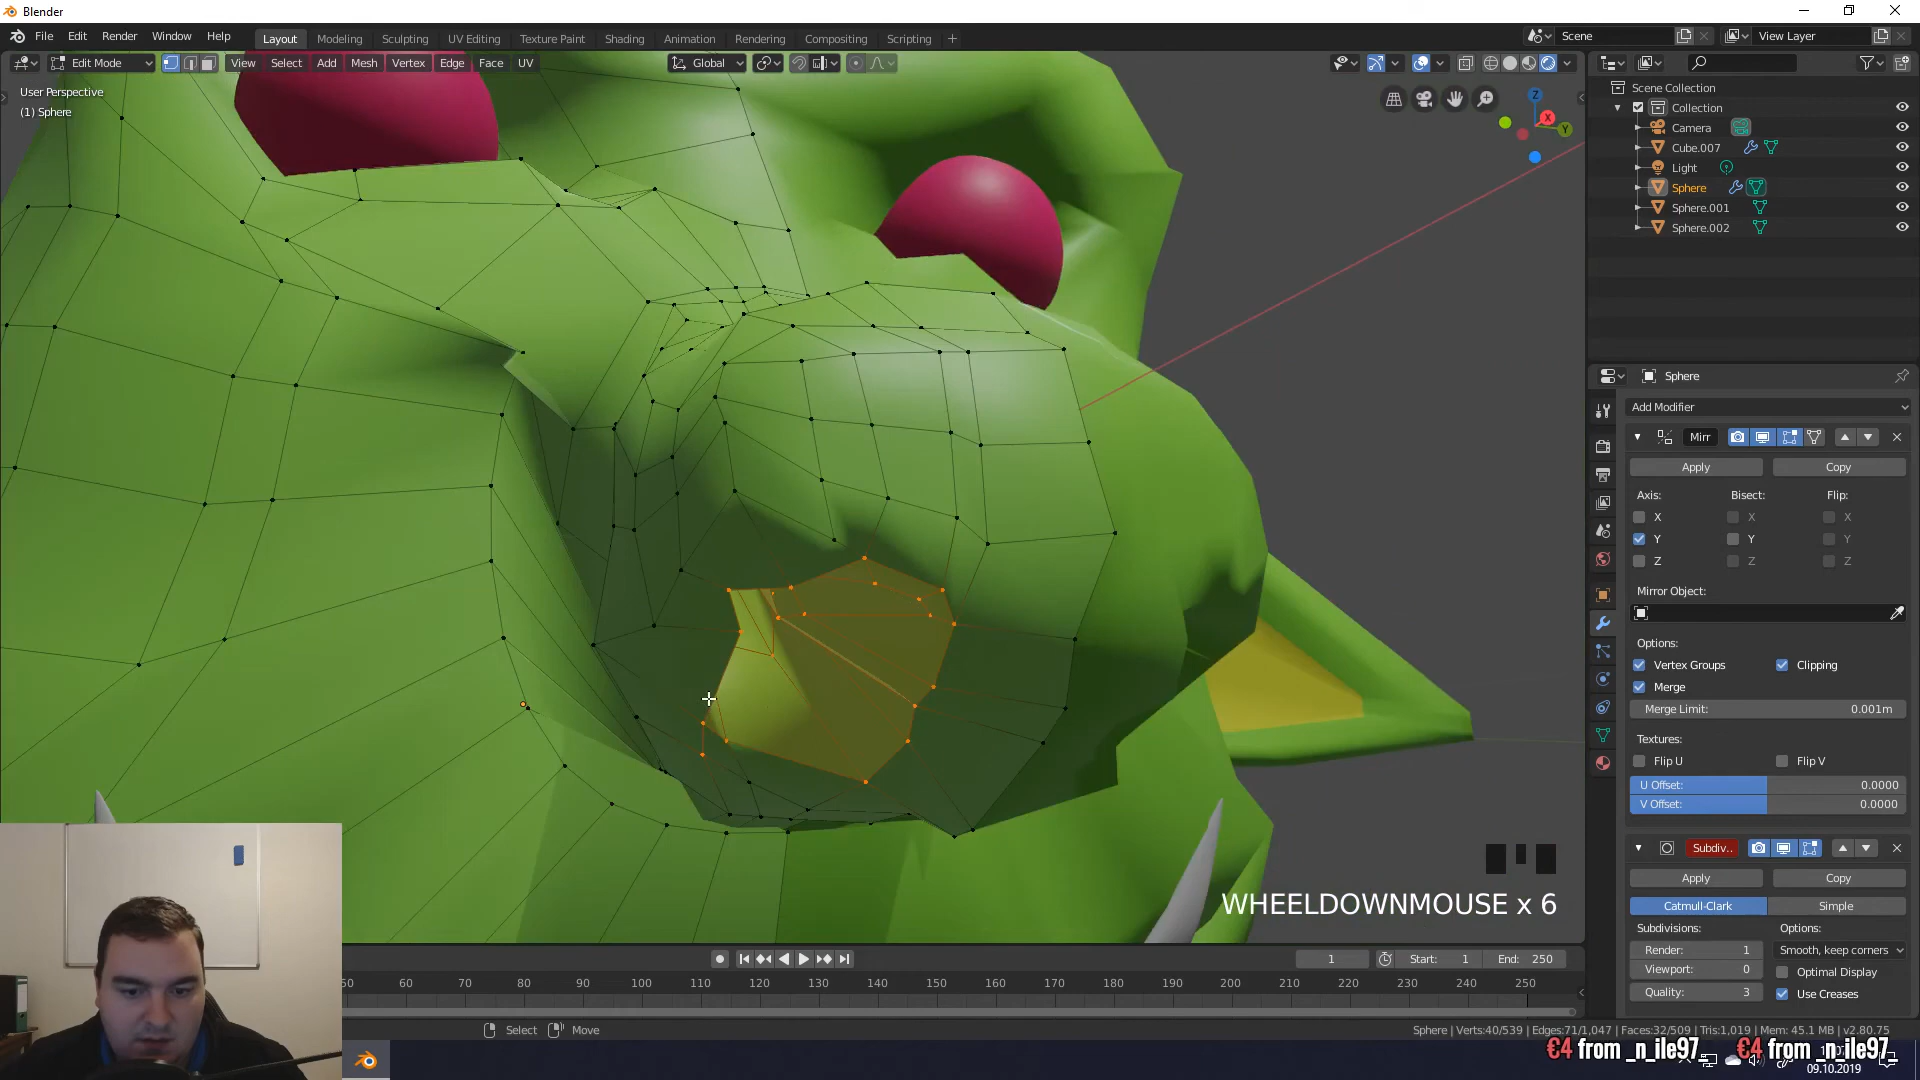 Blender
File Edit Render Window Help Layout Modeling Sculpting UV Editing Texture Paint Shading Animation Rendering Compositing Scripting + Scene View Layer
Edit Mode View Select Add Mesh Vertex Edge Face UV Global
User Perspective
(1) Sphere
Z
X
Y
Scene Collection
Collection
Camera
Cube.007
Light
Sphere
Sphere.001
Sphere.002
Sphere
Add Modifier
Mirr
Apply Copy
Axis: Bisect: Flip:
X X X
Y Y Y
Z Z Z
Mirror Object:
Options:
Vertex Groups Clipping
Merge
Merge Limit: 0.001m
Textures:
Flip U Flip V
U Offset: 0.0000
V Offset: 0.0000
Subdiv..
Apply Copy
Catmull-Clark Simple
Subdivisions: Options:
Render: 1 Smooth, keep corners
Viewport: 0 Optimal Display
Quality: 3 Use Creases
WHEELDOWNMOUSE x 6
1 Start: 1 End: 250
50 60 70 80 90 100 110 120 130 140 150 160 170 180 190 200 210 220 230 240 250
Select Move
Sphere | Verts:40/539 | Edges:71/1,047 | Faces:32/509 | Tris:1,019 | Mem: 45.1 MB | v2.80.75
€4 from _n_ile97_ €4 from _n_ile97_
09.10.2019